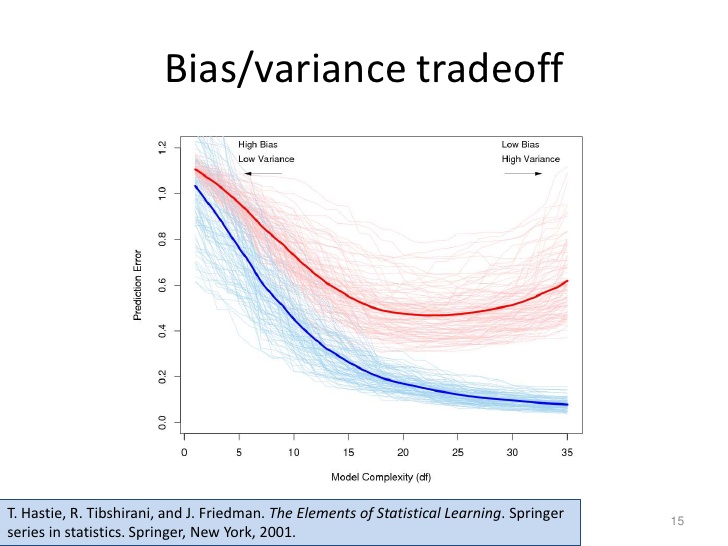 Bias/variance tradeoff
High Bias
Low Variance
Low Bias
High Variance
Prediction Error
1.2
1.0
0.8
0.6
0.4
0.2
0.0
0 5 10 15 20 25 30 35
Model Complexity (df)
T. Hastie, R. Tibshirani, and J. Friedman. The Elements of Statistical Learning. Springer
series in statistics. Springer, New York, 2001.
15